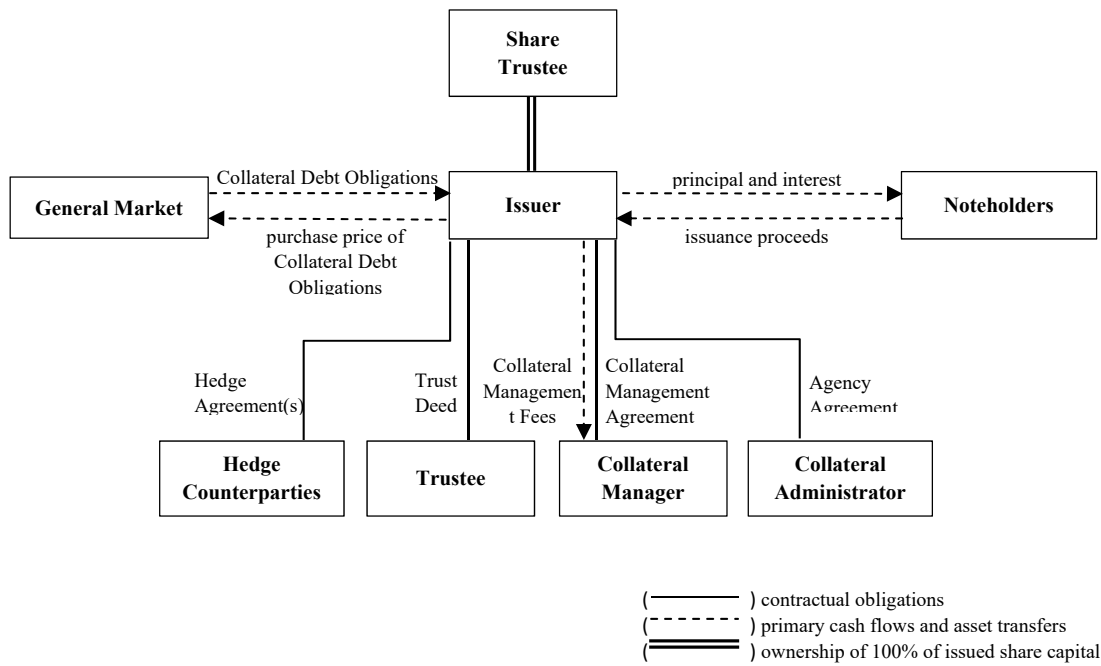 Share
Trustee
Collateral Debt Obligations
principal and interest
General Market
Issuer
Noteholders
purchase price of
Collateral Debt
Obligations
issuance proceeds
Hedge
Agreement(s)
Trust
Deed
Collateral
Managemen
t Fees
Collateral
Management
Agreement
Agency
Agreement
Hedge
Counterparties
Trustee
Collateral
Manager
Collateral
Administrator
( ) contractual obligations
( ) primary cash flows and asset transfers
( ) ownership of 100% of issued share capital